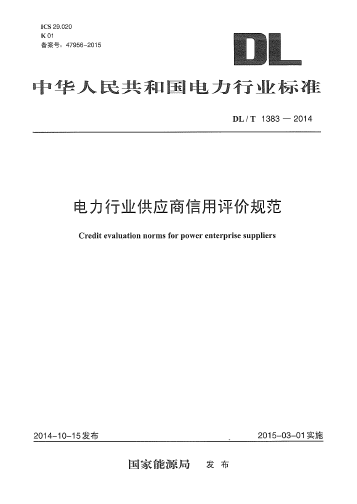 ICS 29.020
K 01
备案号：47956-2015
DL
中华人民共和国电力行业标准
DL / T 1383 — 2014
电力行业供应商信用评价规范
Credit evaluation norms for power enterprise suppliers
2014-10-15发布
2015-03-01实施
国家能源局 发布